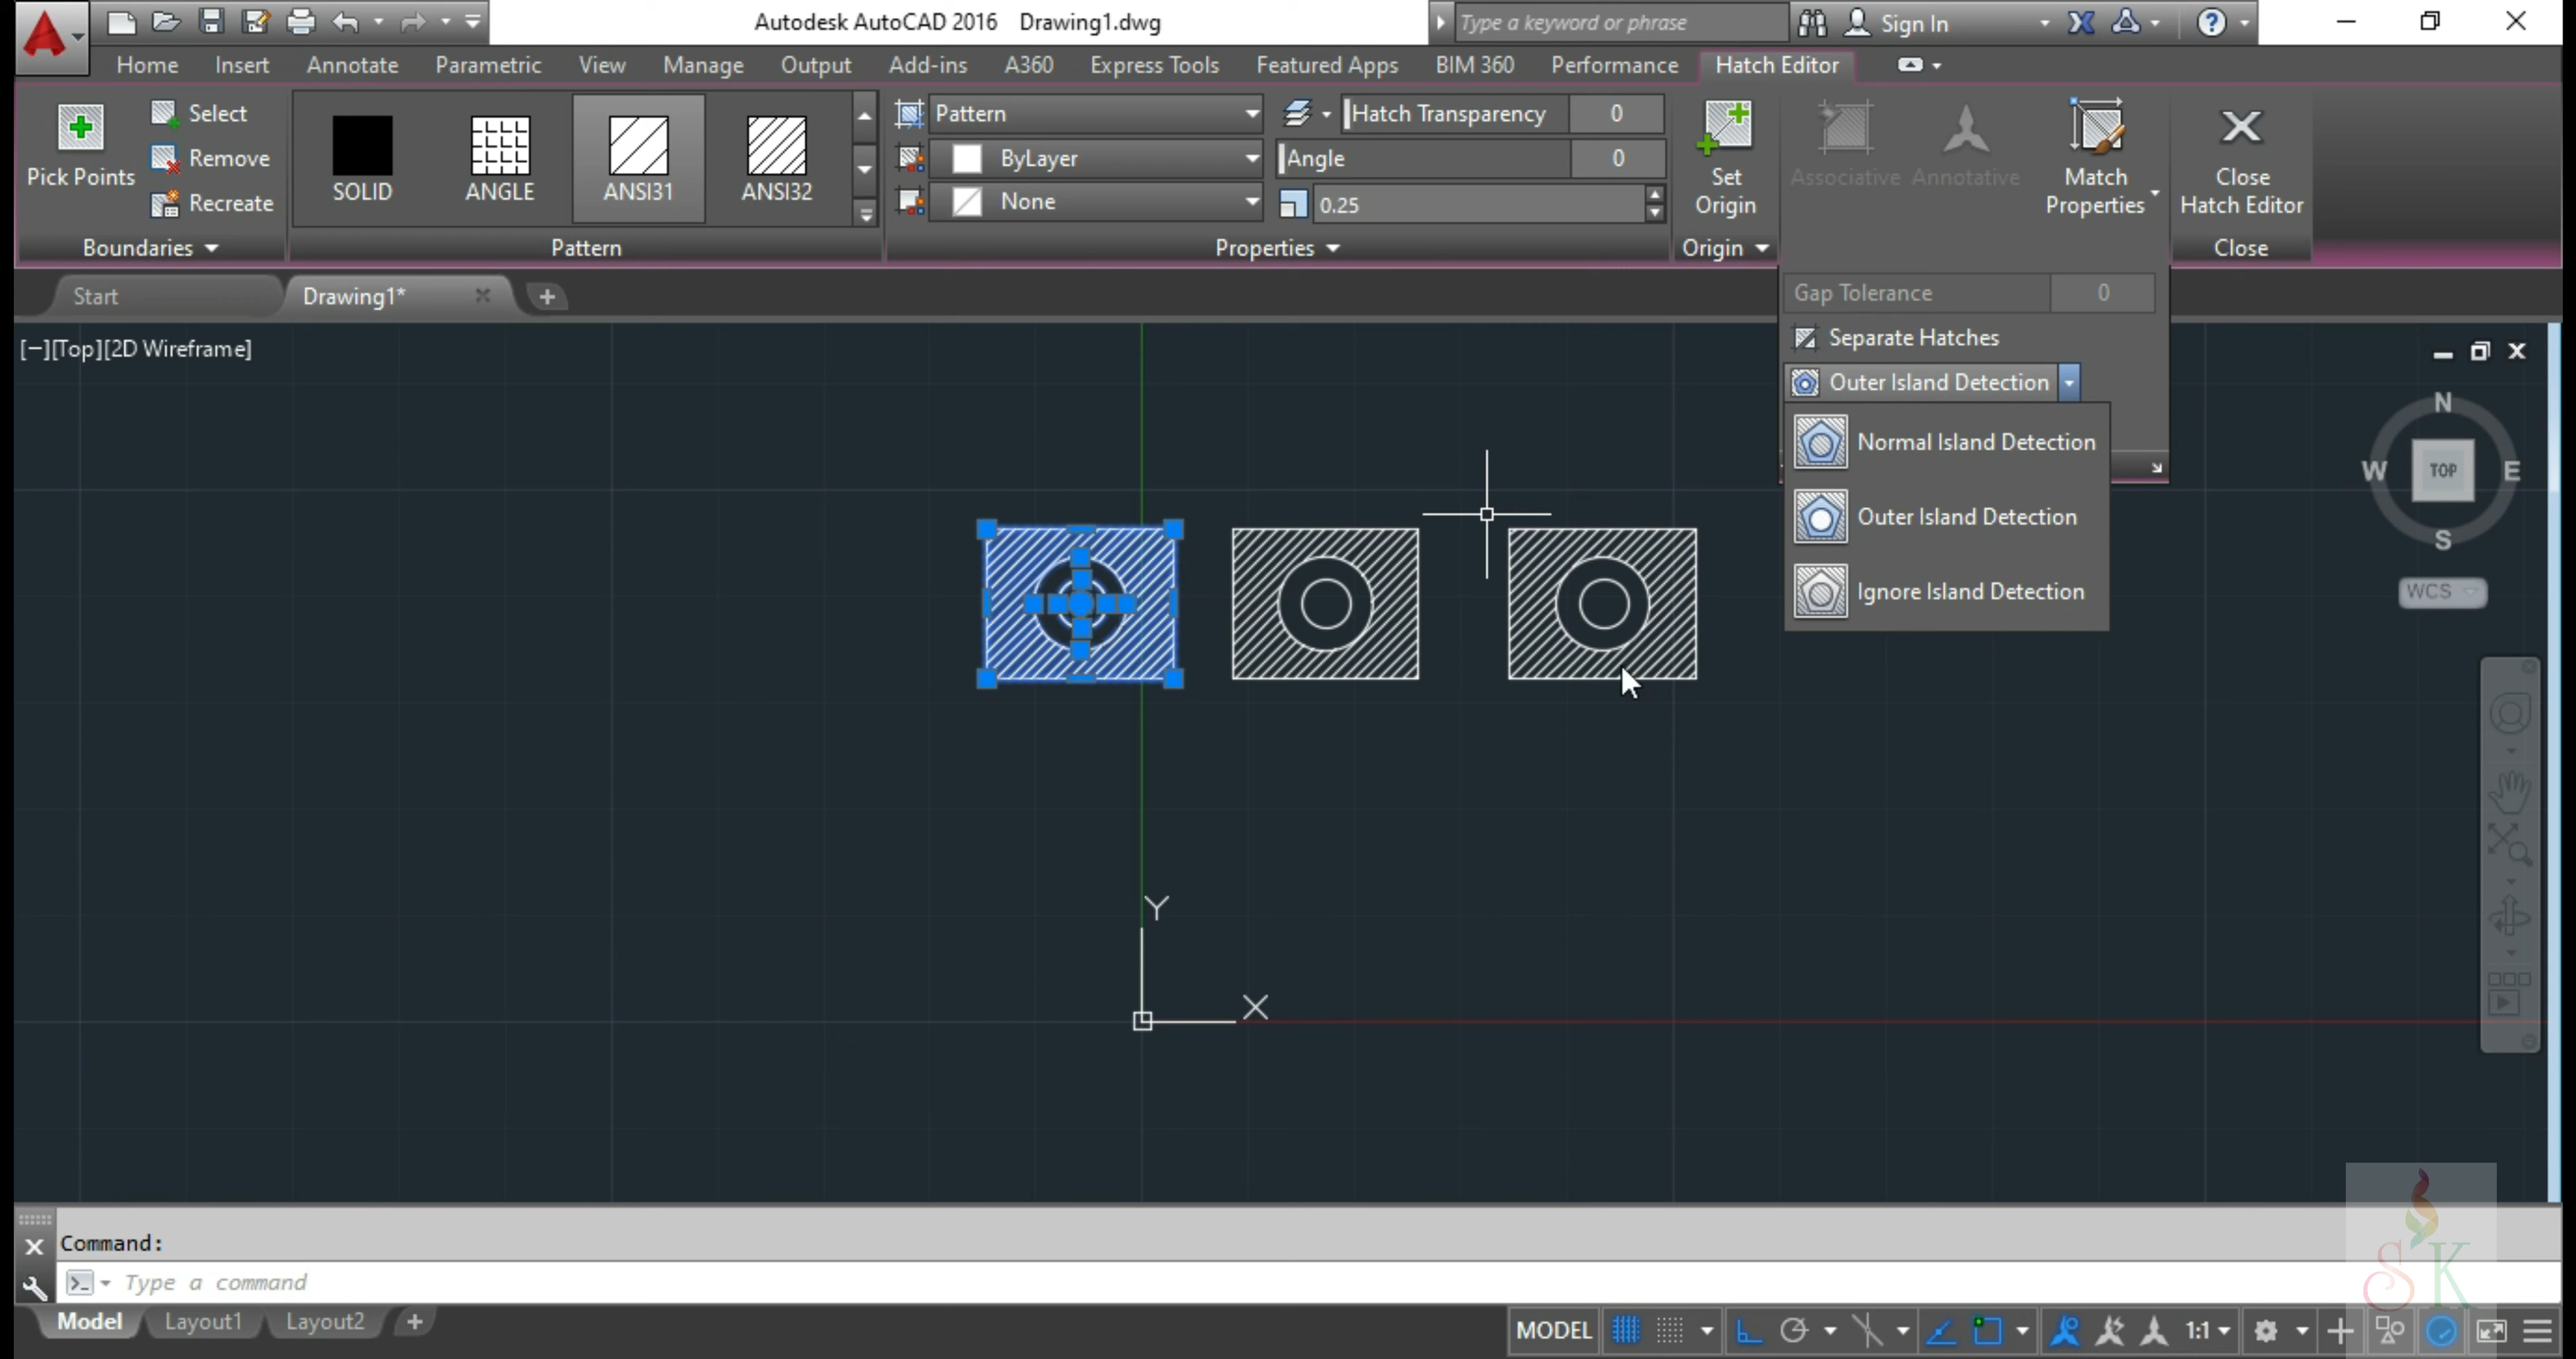 Autodesk AutoCAD 2016 Drawing1.dwg
Type a keyword or phrase
Sign In
Home Insert Annotate Parametric View Manage Output Add-ins A360 Express Tools Featured Apps BIM 360 Performance Hatch Editor
Pick Points
Select
Remove
Recreate
Boundaries
SOLID ANGLE ANSI31 ANSI32
Pattern
Pattern
ByLayer
None
Hatch Transparency 0
Angle 0
0.25
Properties
Set Origin
Origin
Associative
Annotative
Match Properties
Close Hatch Editor
Close
Start Drawing1*
Gap Tolerance 0
Separate Hatches
Outer Island Detection
Normal Island Detection
Outer Island Detection
Ignore Island Detection
[−][Top][2D Wireframe]
N
W TOP E
S
WCS
Y
X
Command:
Type a command
SK
Model Layout1 Layout2
MODEL 1:1